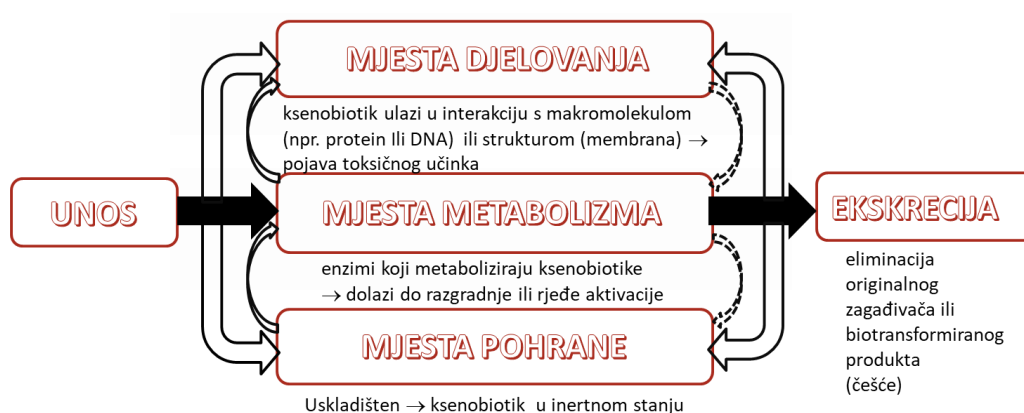 MJESTA DJELOVANJA
ksenobiotik ulazi u interakciju s makromolekulom
(npr. protein Ili DNA) ili strukturom (membrana) →
pojava toksičnog učinka
UNOS
MJESTA METABOLIZMA
EKSKRECIJA
enzimi koji metaboliziraju ksenobiotike
→ dolazi do razgradnje ili rjeđe aktivacije
eliminacija
originalnog
zagađivača ili
biotransformiranog
produkta
(češće)
MJESTA POHRANE
Uskladišten → ksenobiotik u inertnom stanju